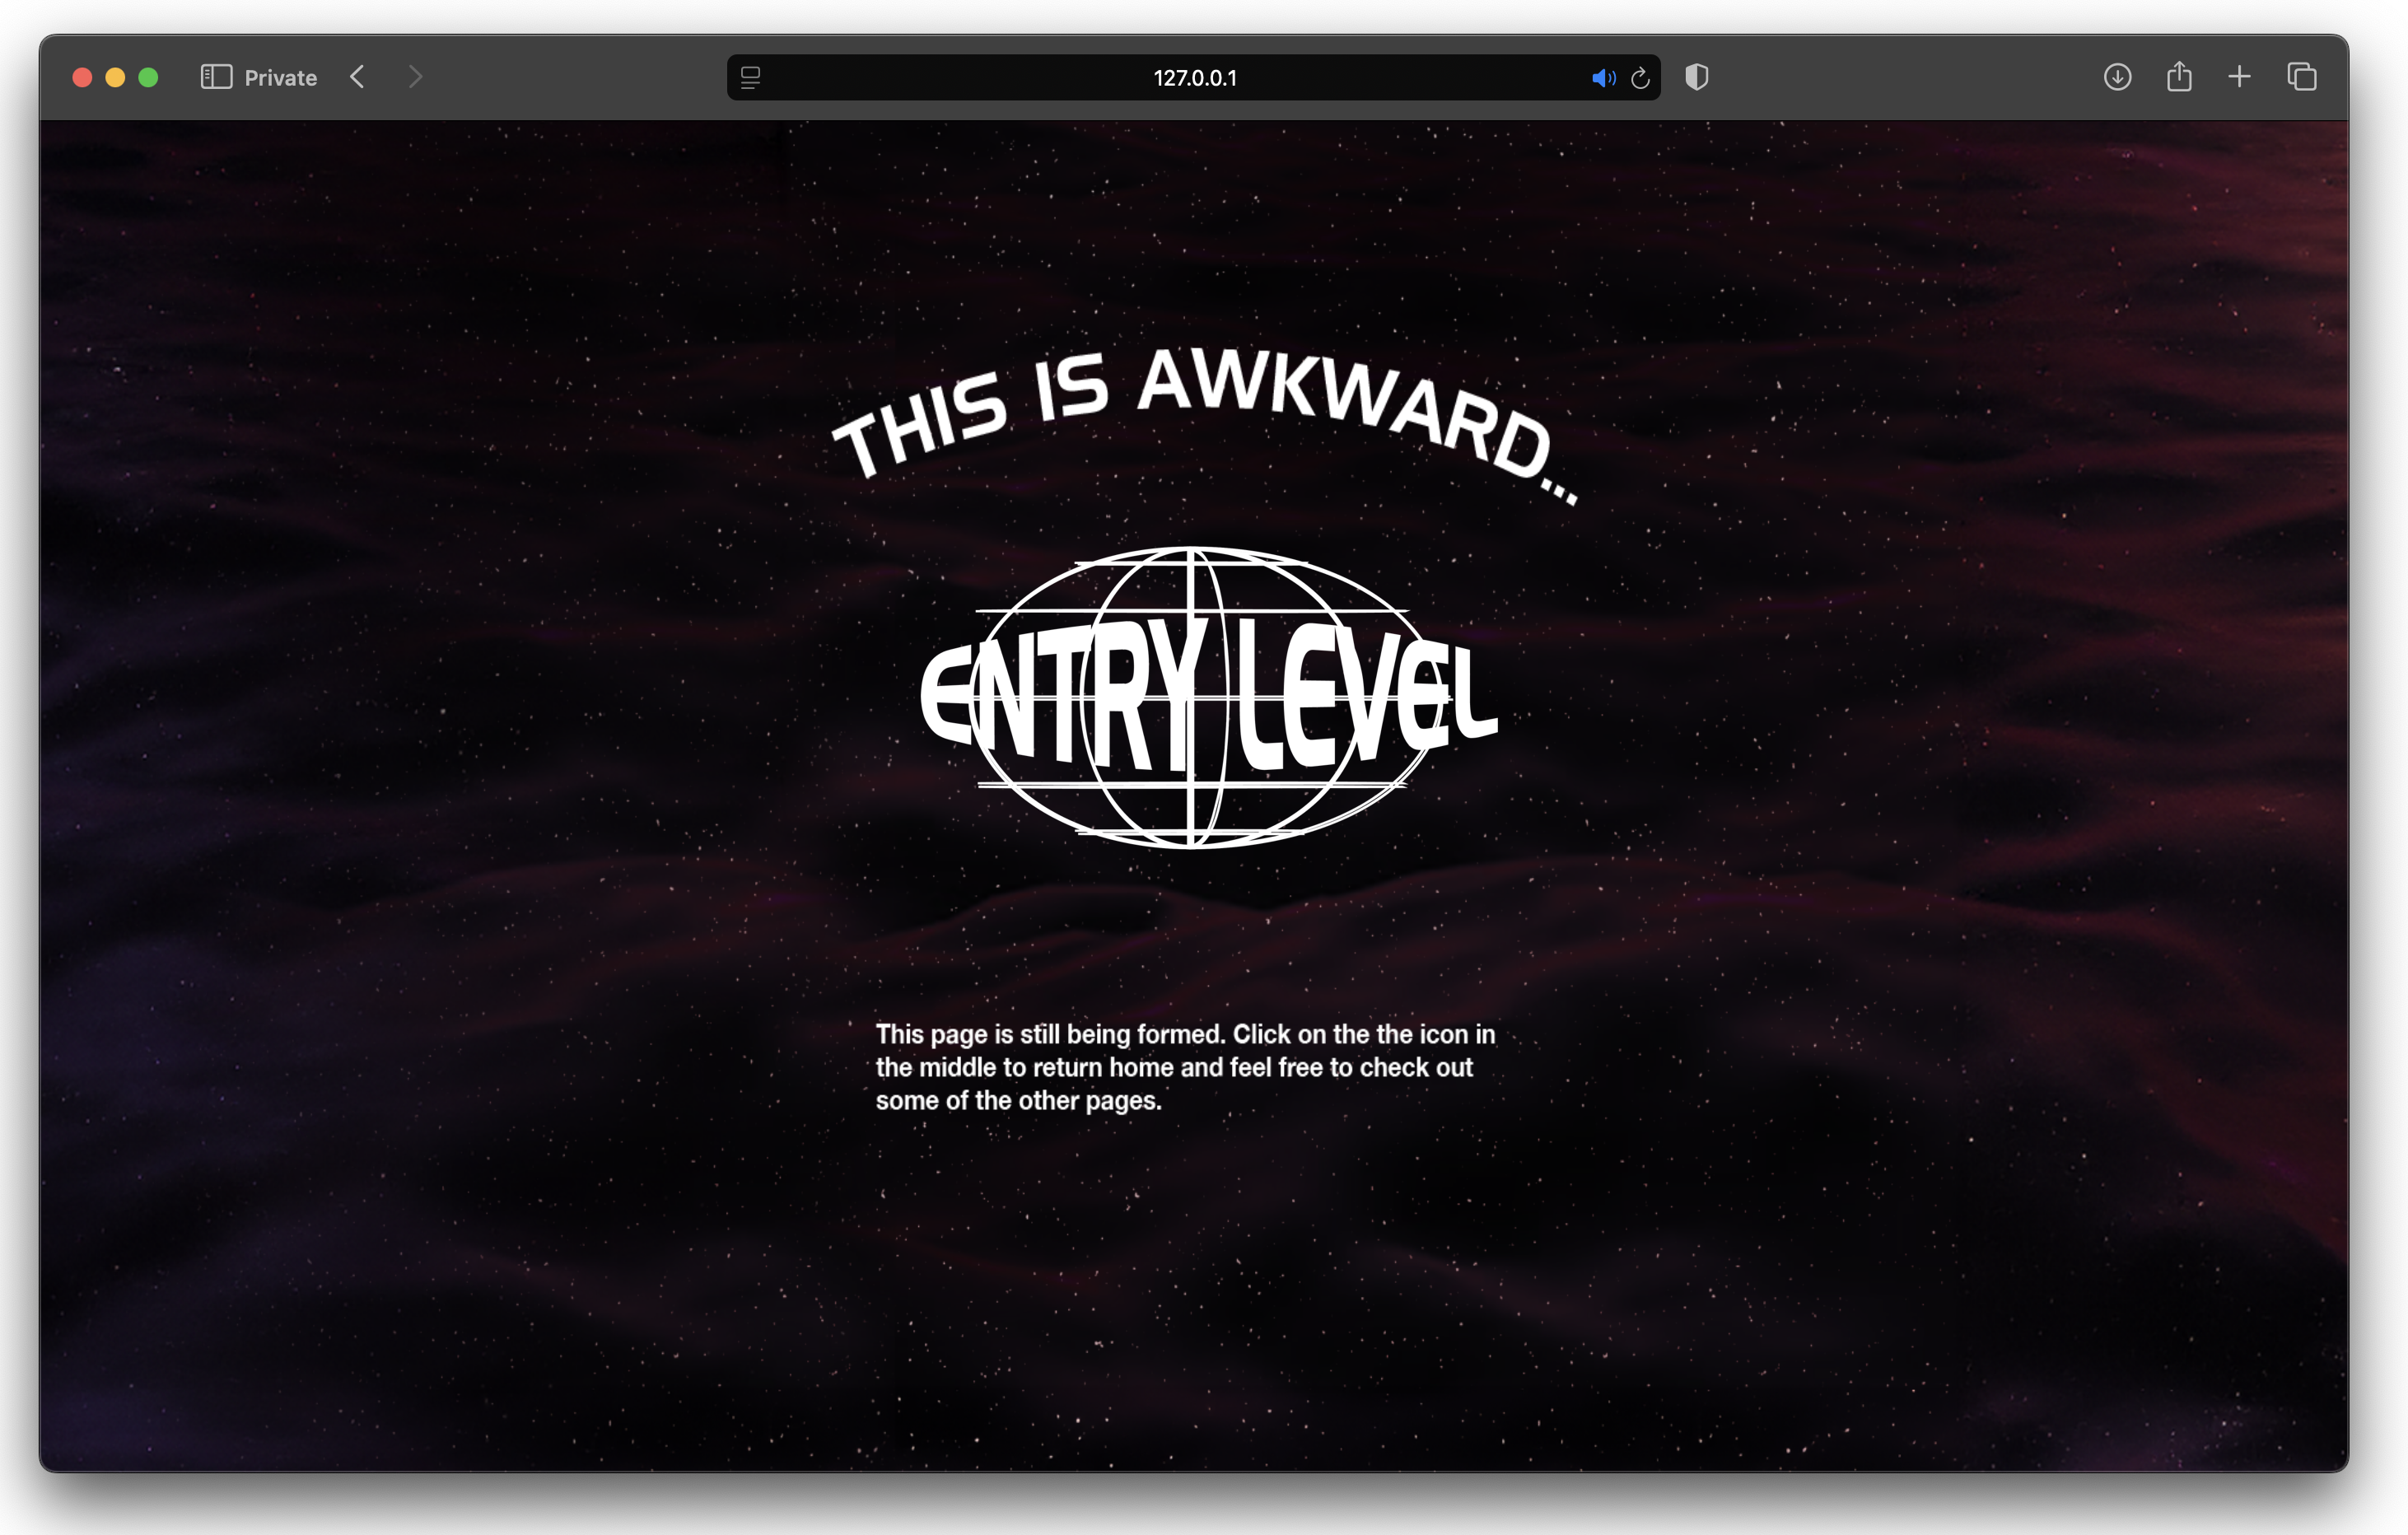 Private
127.0.0.1
THIS IS AWKWARD...
ENTRY LEVEL
This page is still being formed. Click on the the icon in
the middle to return home and feel free to check out
some of the other pages.